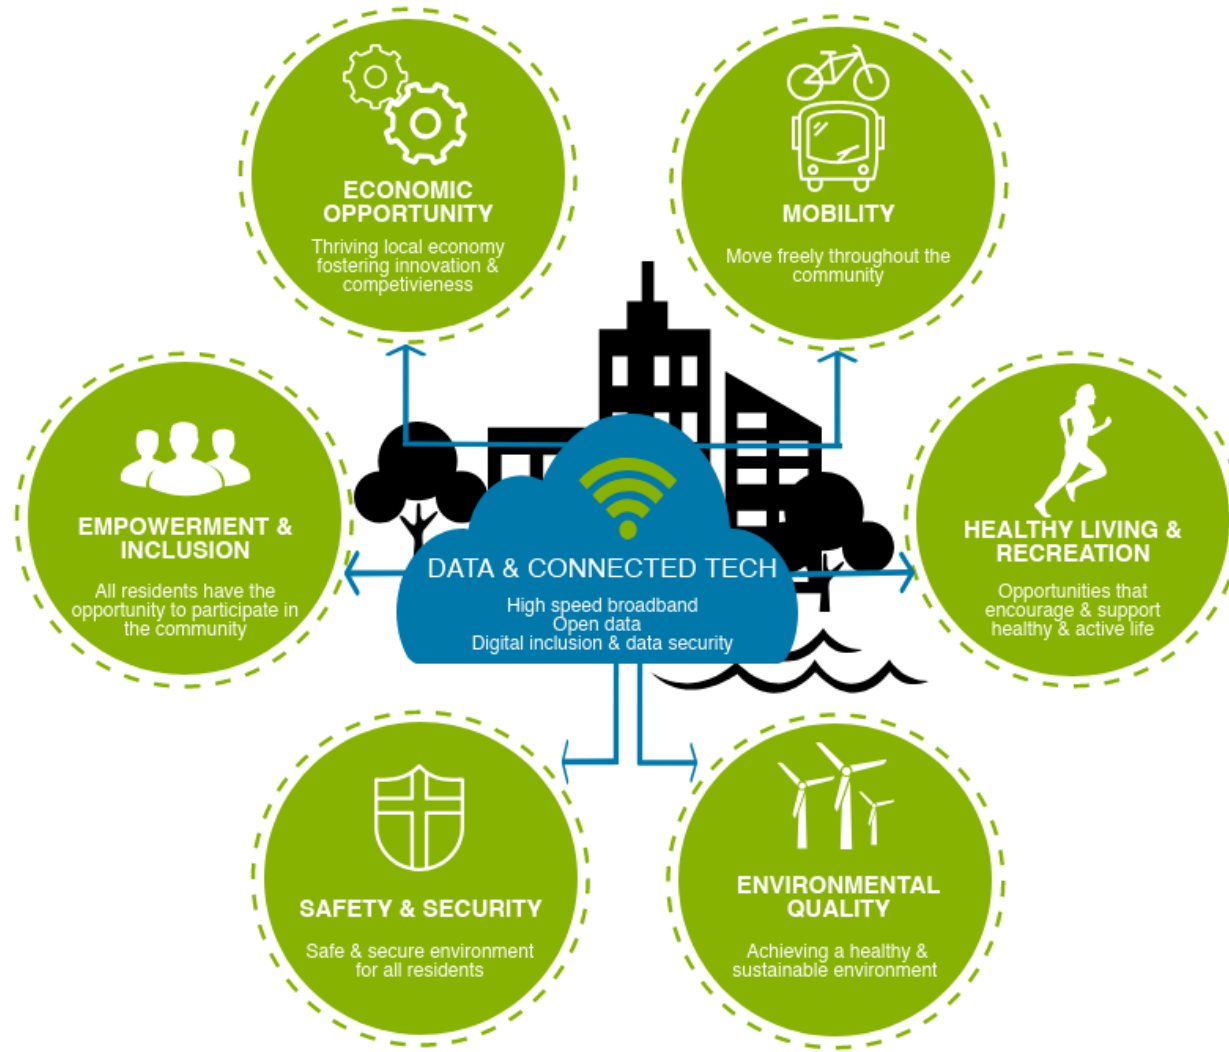 ECONOMIC
OPPORTUNITY
Thriving local economy
fostering innovation &
competivieness
MOBILITY
Move freely throughout the
community
EMPOWERMENT &
INCLUSION
All residents have the
opportunity to participate in
the community
DATA & CONNECTED TECH
High speed broadband
Open data
Digital inclusion & data security
HEALTHY LIVING &
RECREATION
Opportunities that
encourage & support
healthy & active life
SAFETY & SECURITY
Safe & secure environment
for all residents
ENVIRONMENTAL
QUALITY
Achieving a healthy &
sustainable environment